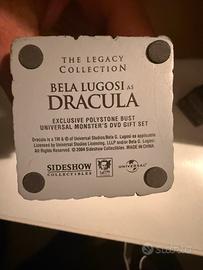 THE LEGACY
COLLECTION
BELA LUGOSI AS
DRACULA
EXCLUSIVE POLYSTONE BUST
UNIVERSAL MONSTER'S DVD GIFT SET
Dracula is a TM & © of Universal Studios/Bela G. Lugosi as applicable
Licensed by Universal Studios Licensing, LLLP and/or Bela G. Lugosi
All Rights Reserved. © 2004 Sideshow Collectibles MADE IN CHINA
SIDESHOW
COLLECTIBLES
UNIVERSAL
subito